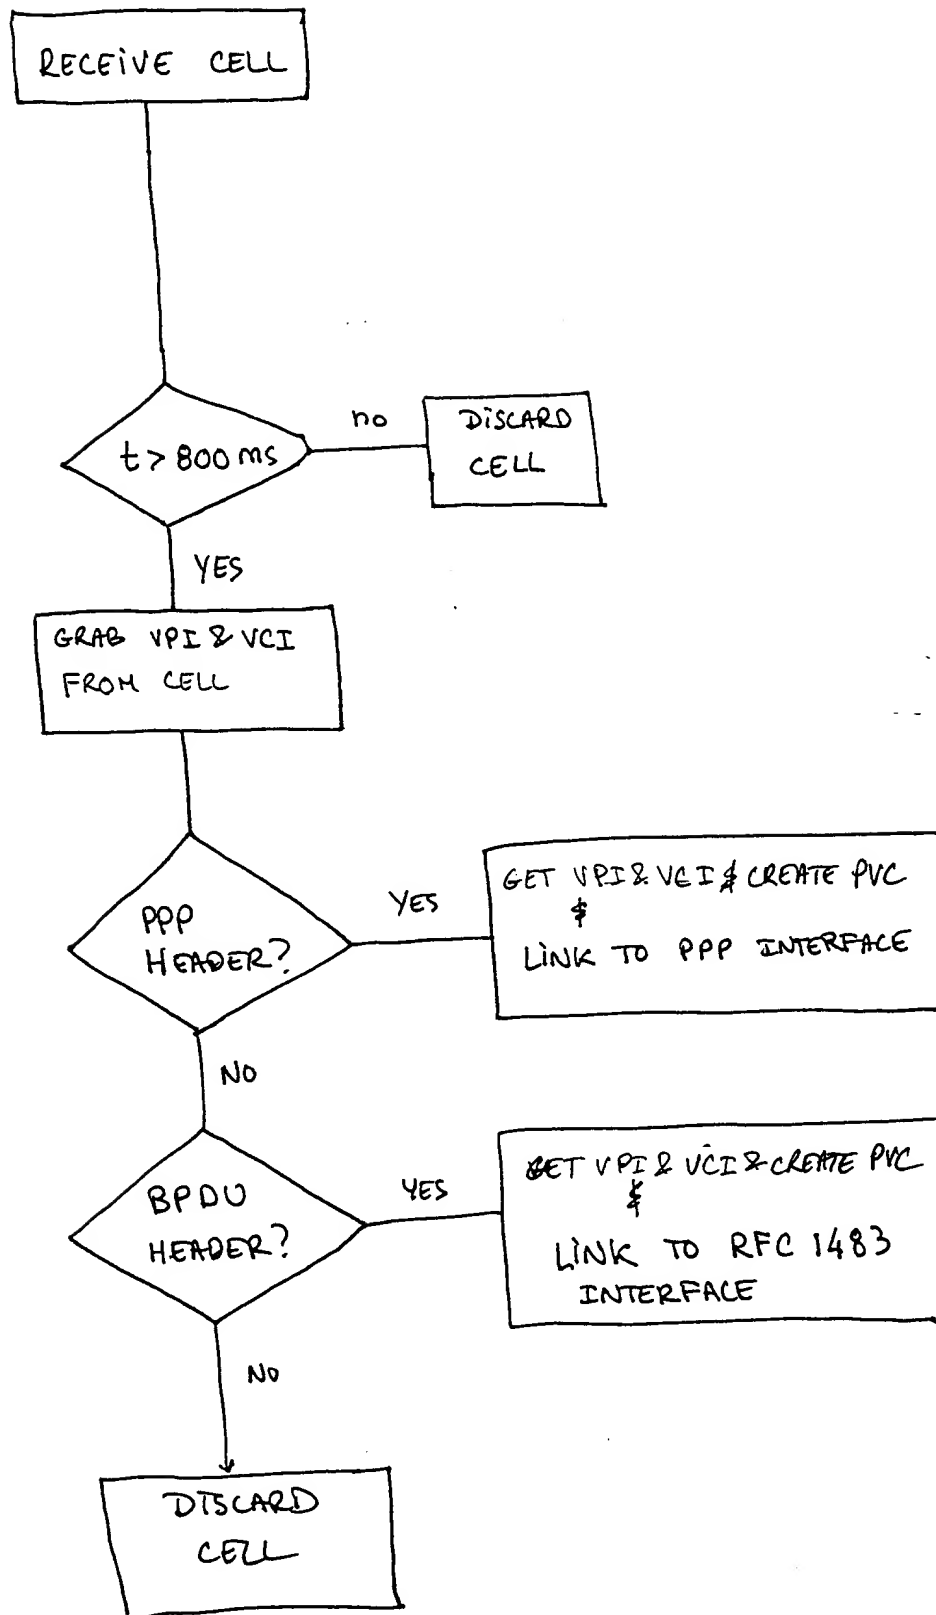 RECEIVE CELL
t > 800 ms
no
DISCARD
CELL
YES
GRAB VPI & VCI
FROM CELL
PPP
HEADER?
YES
GET VPI & VCI & CREATE PVC
&
LINK TO PPP INTERFACE
NO
BPDU
HEADER?
YES
GET VPI & VCI & CREATE PVC
&
LINK TO RFC 1483
INTERFACE
NO
DISCARD
CELL